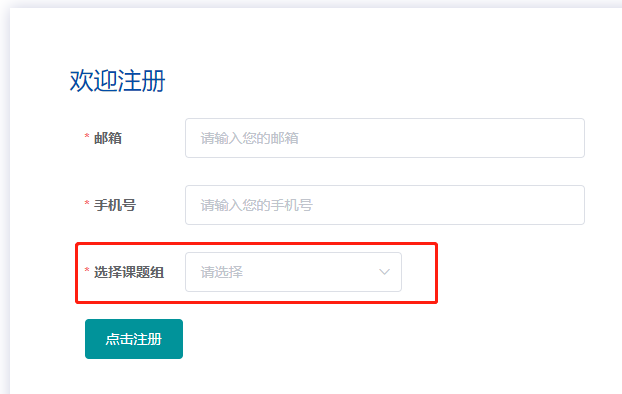 欢迎注册
* 邮箱 请输入您的邮箱
* 手机号 请输入您的手机号
* 选择课题组 请选择
点击注册